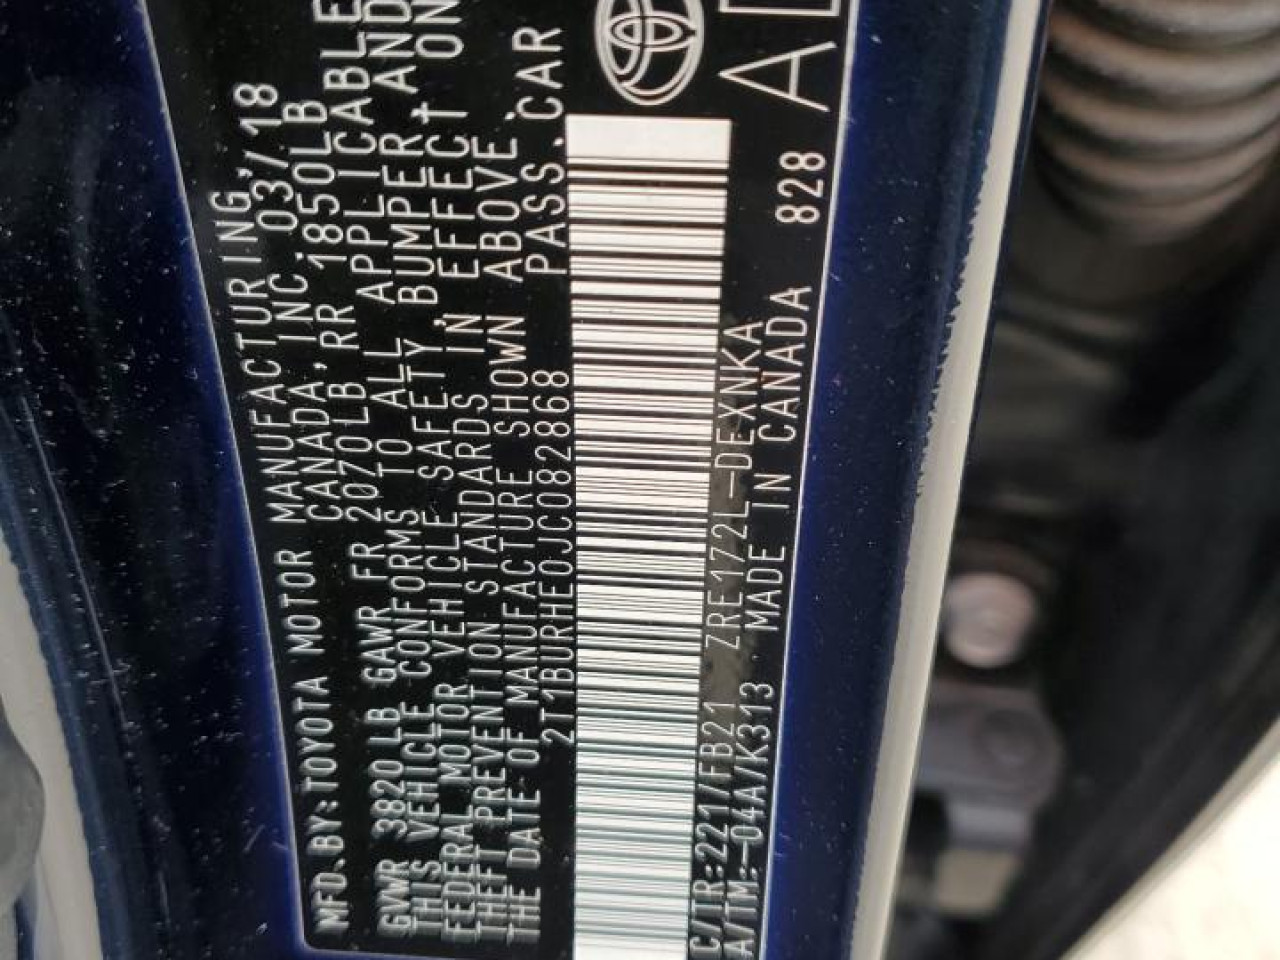 MFD.BY:TOYOTA MOTOR MANUFACTURING,
CANADA, INC. 03/18
GVWR 3820LB GAWR FR 2070LB, RR 1850LB
THIS VEHICLE CONFORMS TO ALL APPLICABLE
FEDERAL MOTOR VEHICLE SAFETY, BUMPER, AND
THEFT PREVENTION STANDARDS IN EFFECT ON
THE DATE OF MANUFACTURE SHOWN ABOVE.
2T1BURHE0JC082868 PASS.CAR
C/TR:221/FB21 ZRE172L-DEXNKA
A/TM:-04A/K313 MADE IN CANADA 828
A